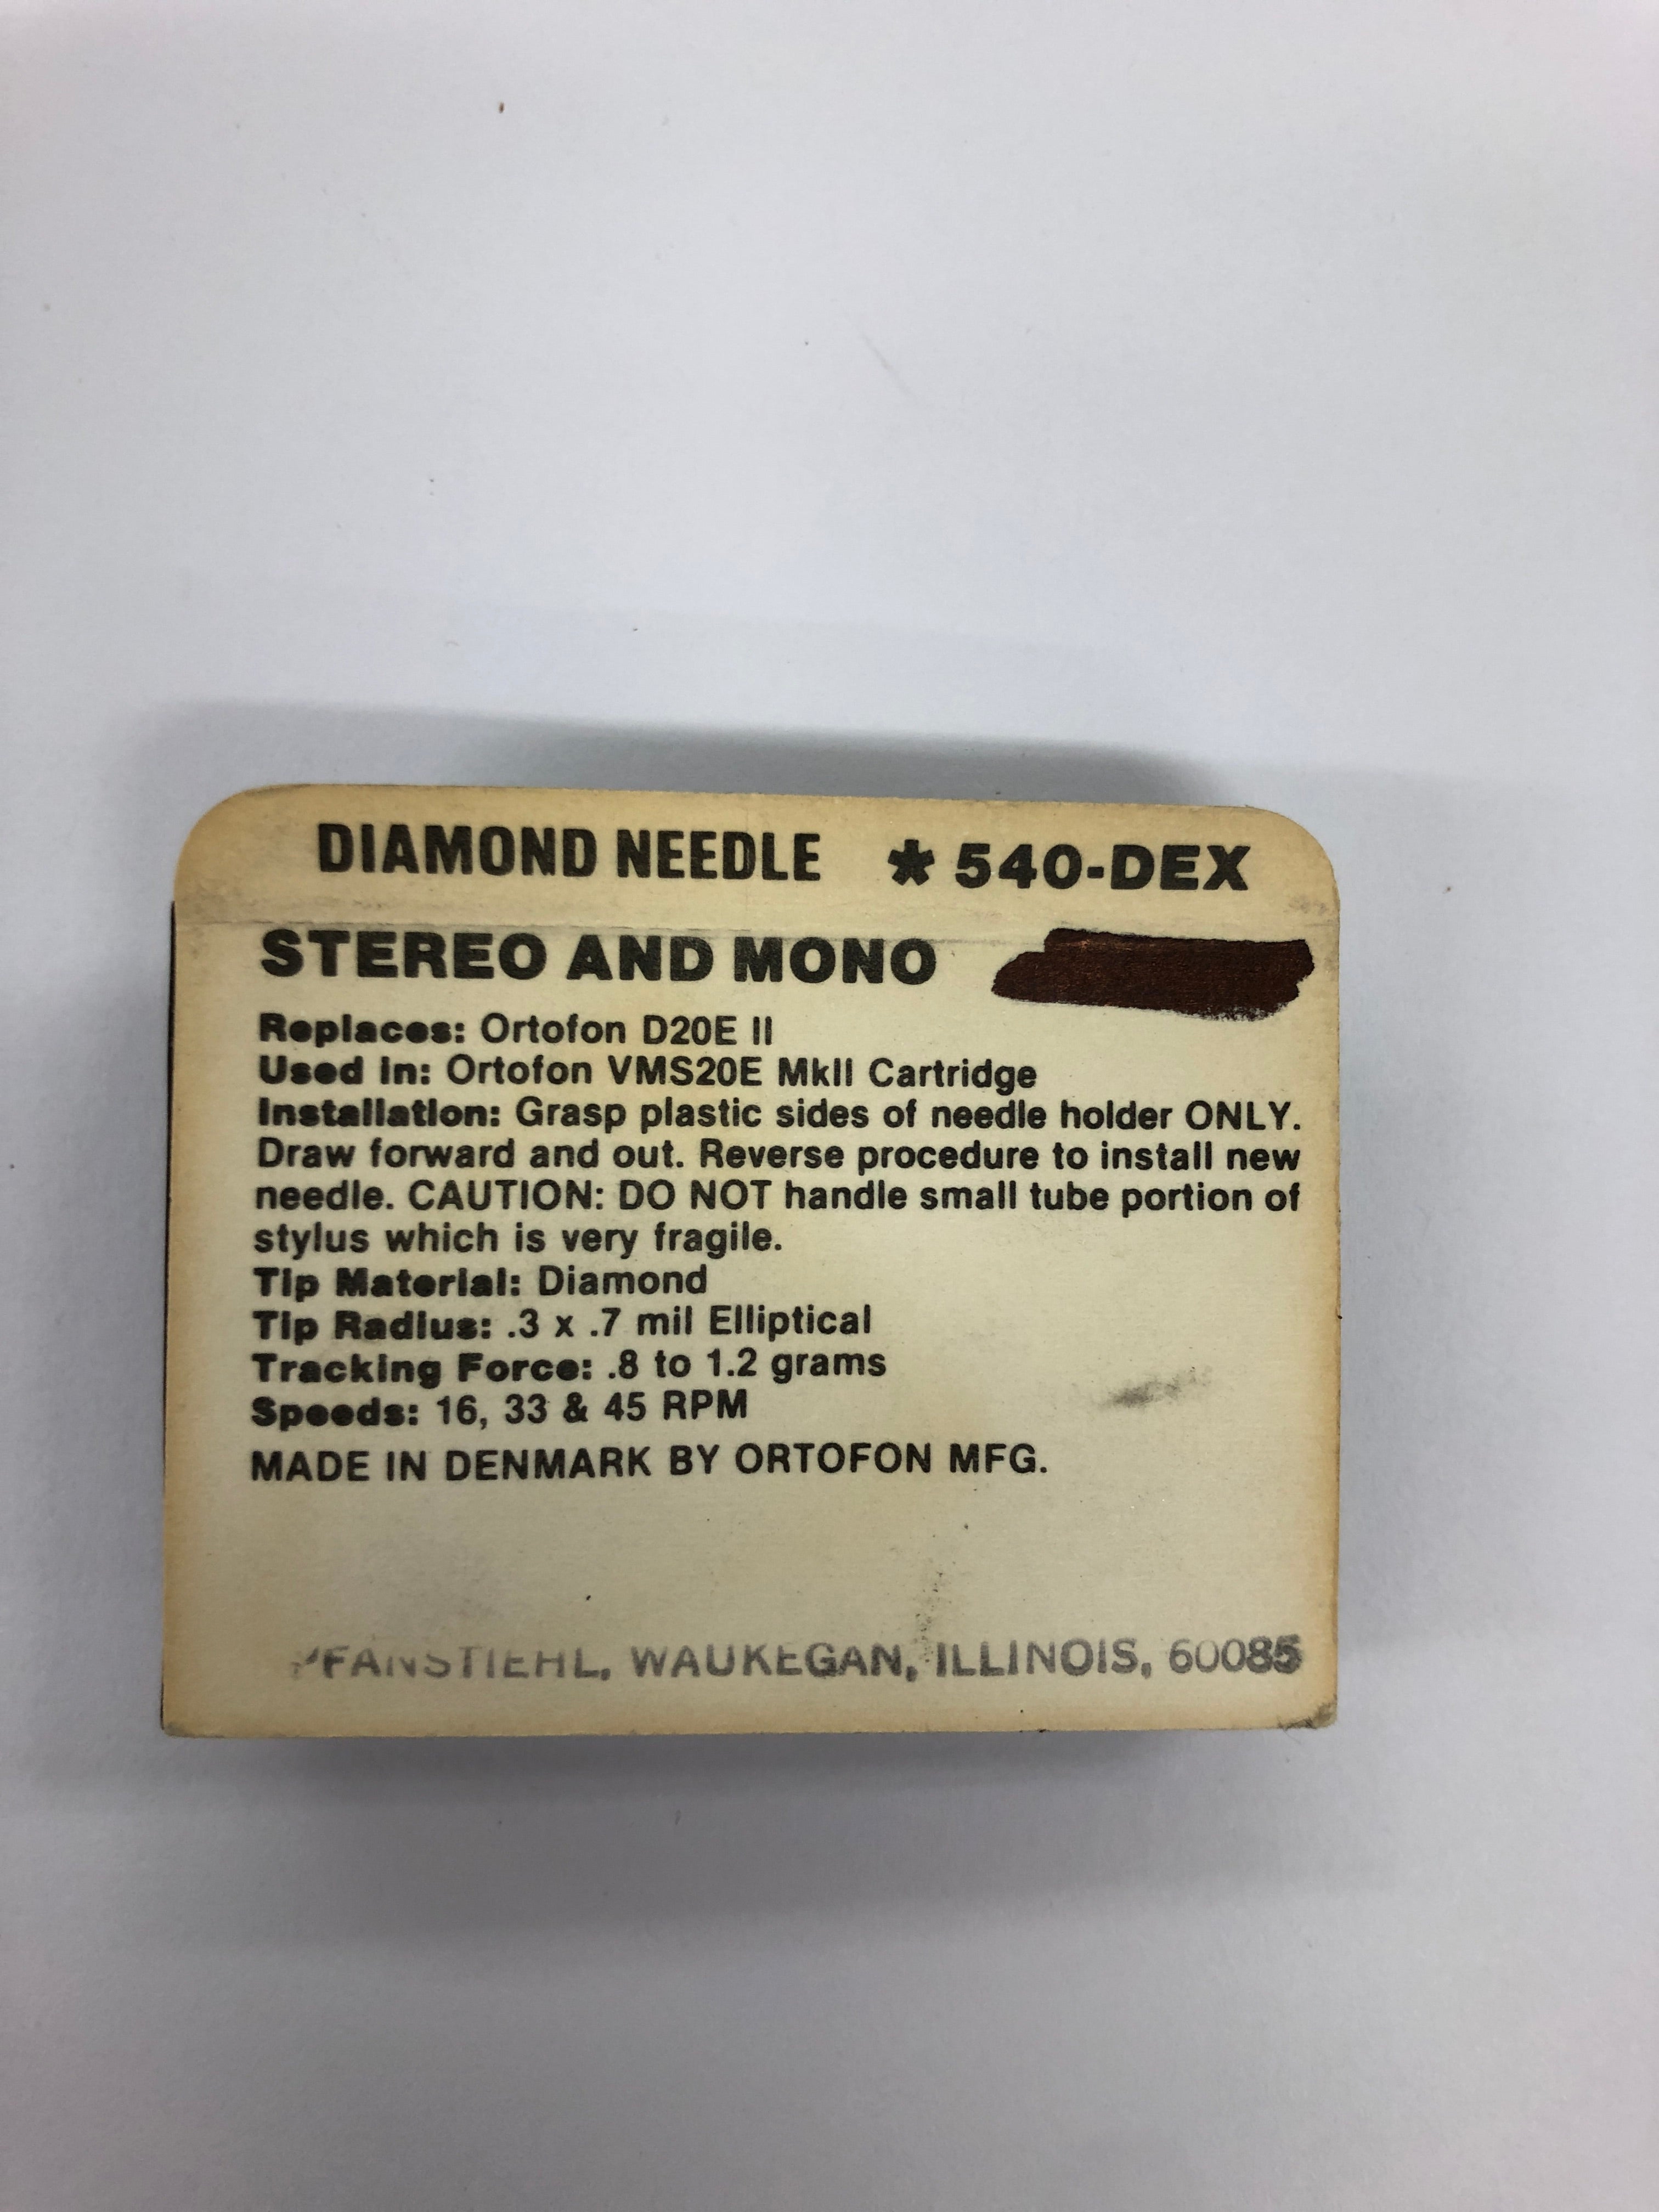 DIAMOND NEEDLE * 540-DEX
STEREO AND MONO
Replaces: Ortofon D20E II
Used In: Ortofon VMS20E MkII Cartridge
Installation: Grasp plastic sides of needle holder ONLY.
Draw forward and out. Reverse procedure to install new
needle. CAUTION: DO NOT handle small tube portion of
stylus which is very fragile.
Tip Material: Diamond
Tip Radius: .3 x .7 mil Elliptical
Tracking Force: .8 to 1.2 grams
Speeds: 16, 33 & 45 RPM
MADE IN DENMARK BY ORTOFON MFG.
PFANSTIEHL, WAUKEGAN, ILLINOIS, 60085